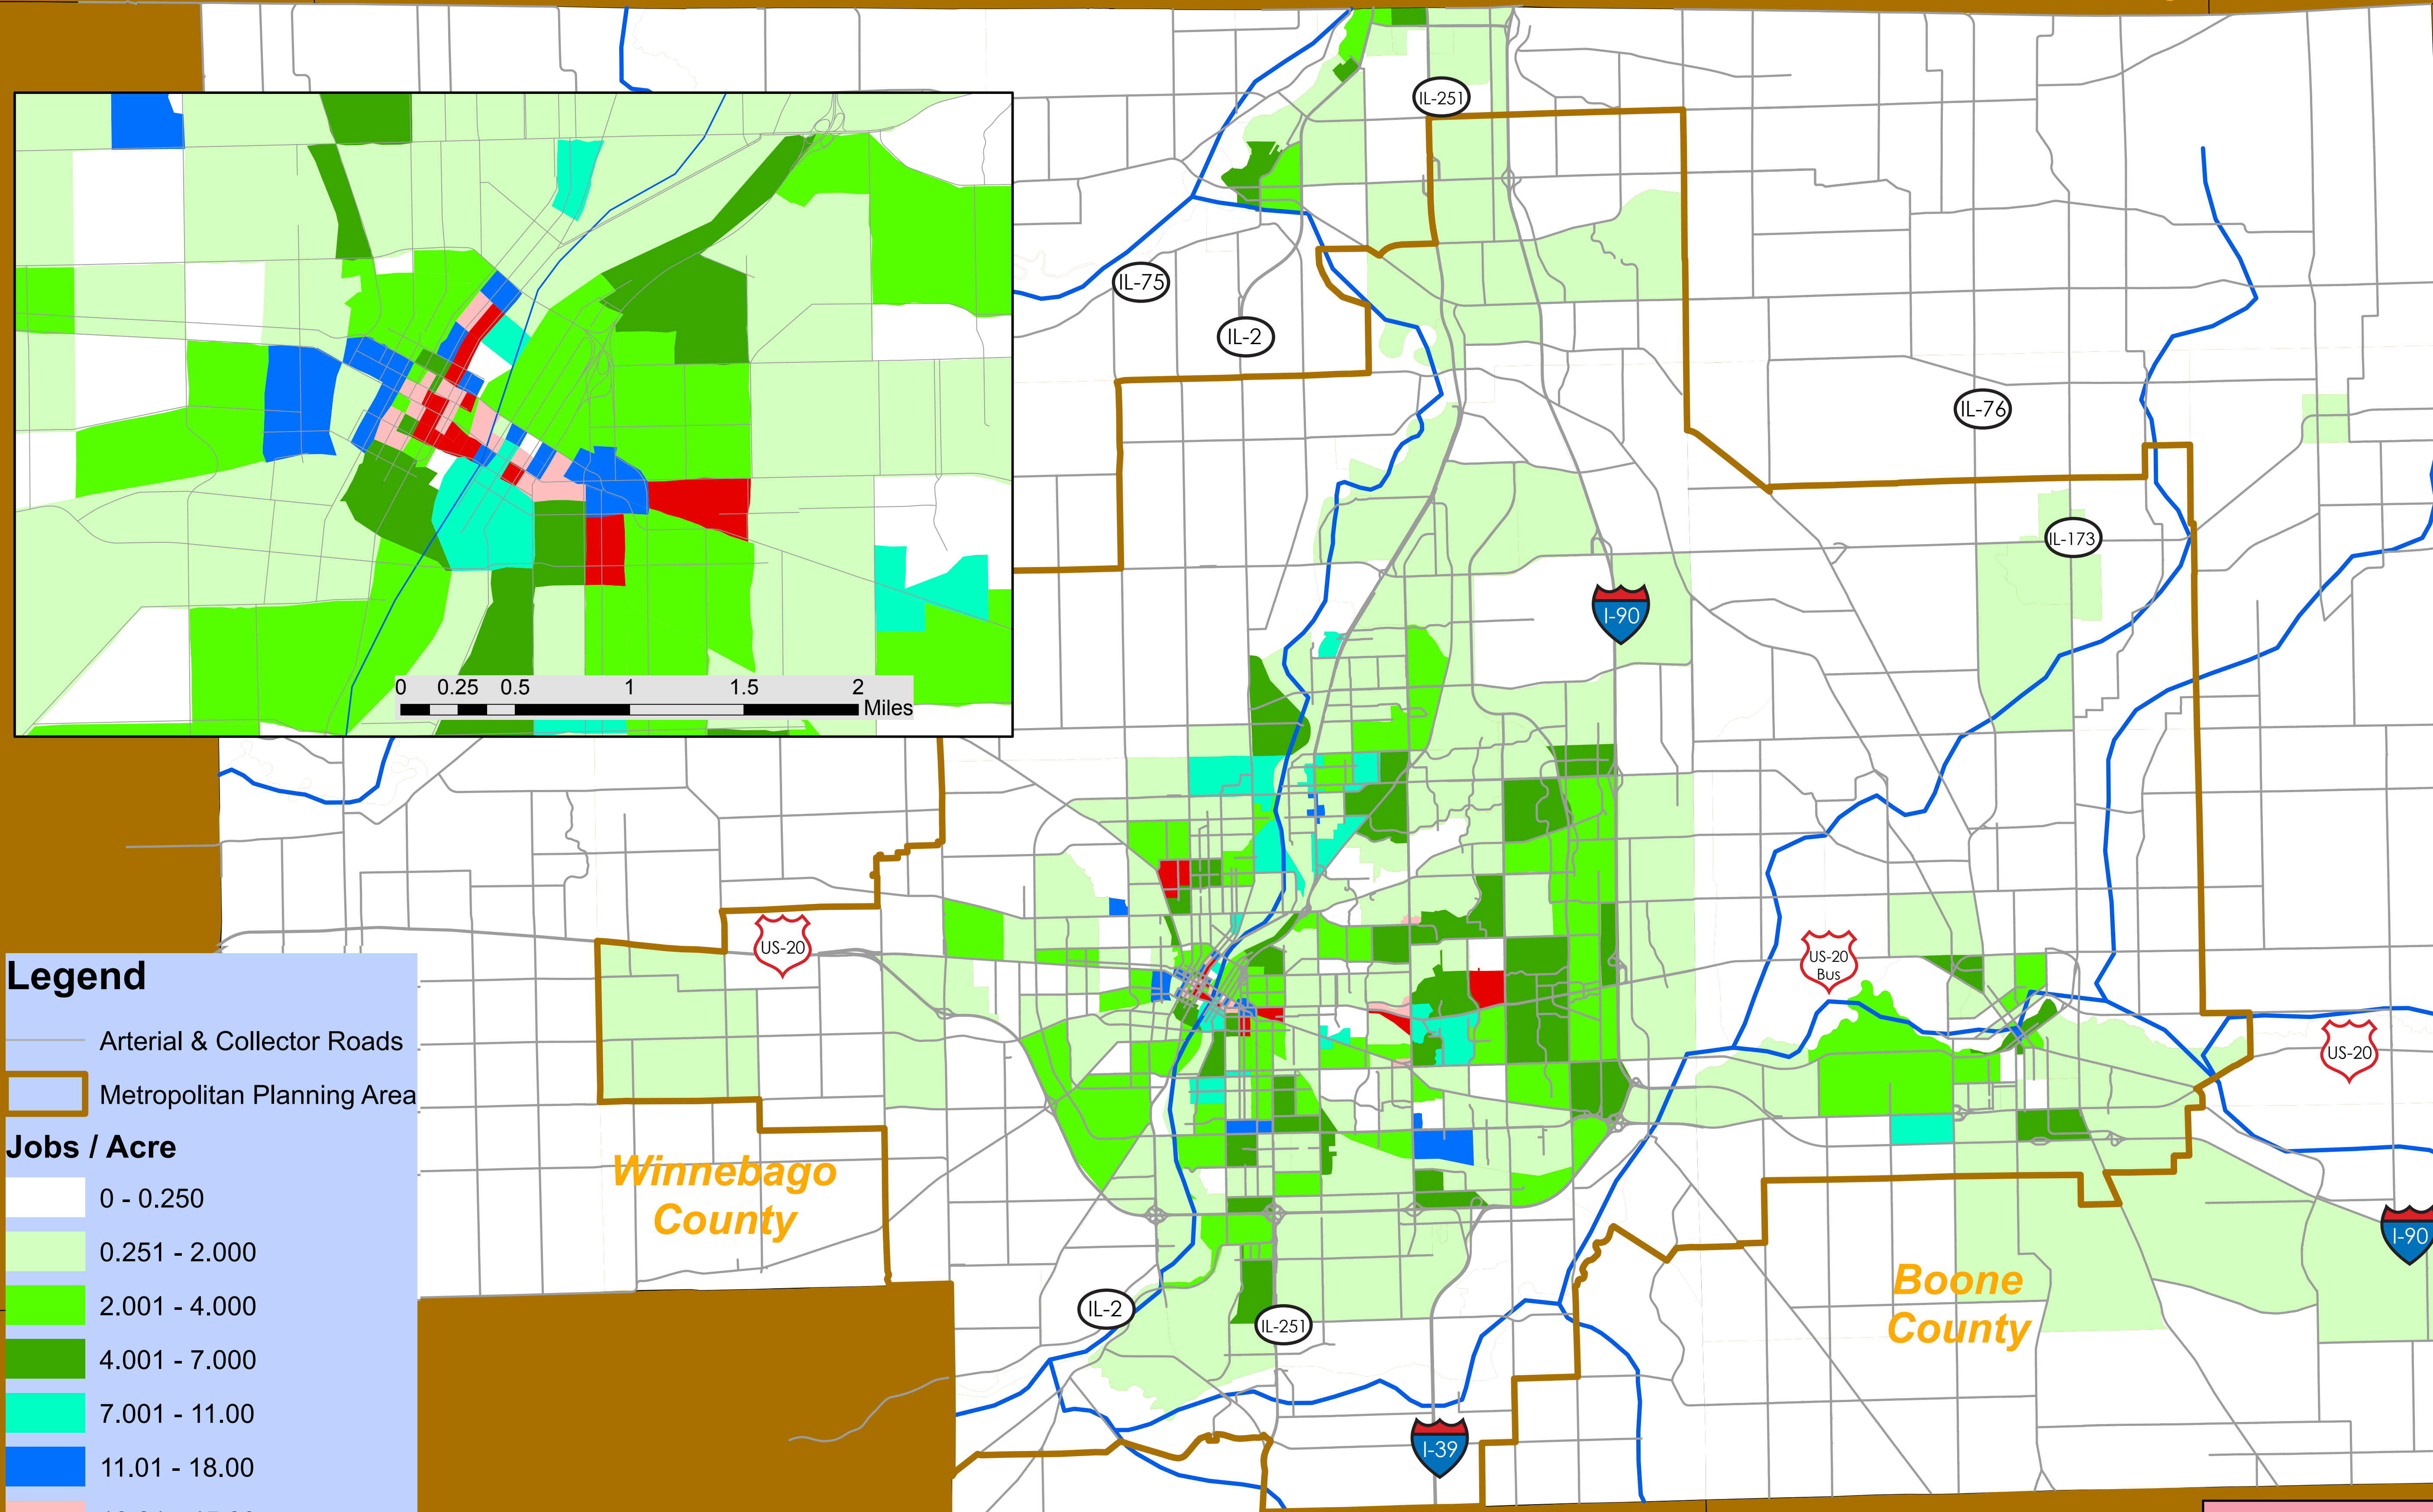 IL-251
IL-75
IL-2
IL-76
IL-173
I-90
0 0.25 0.5 1 1.5 2
Miles
US-20
US-20
Bus
US-20
Legend
Arterial & Collector Roads
Metropolitan Planning Area
Jobs / Acre
0 - 0.250
0.251 - 2.000
2.001 - 4.000
4.001 - 7.000
7.001 - 11.00
11.01 - 18.00
Winnebago
County
I-90
Boone
County
IL-2
IL-251
I-39